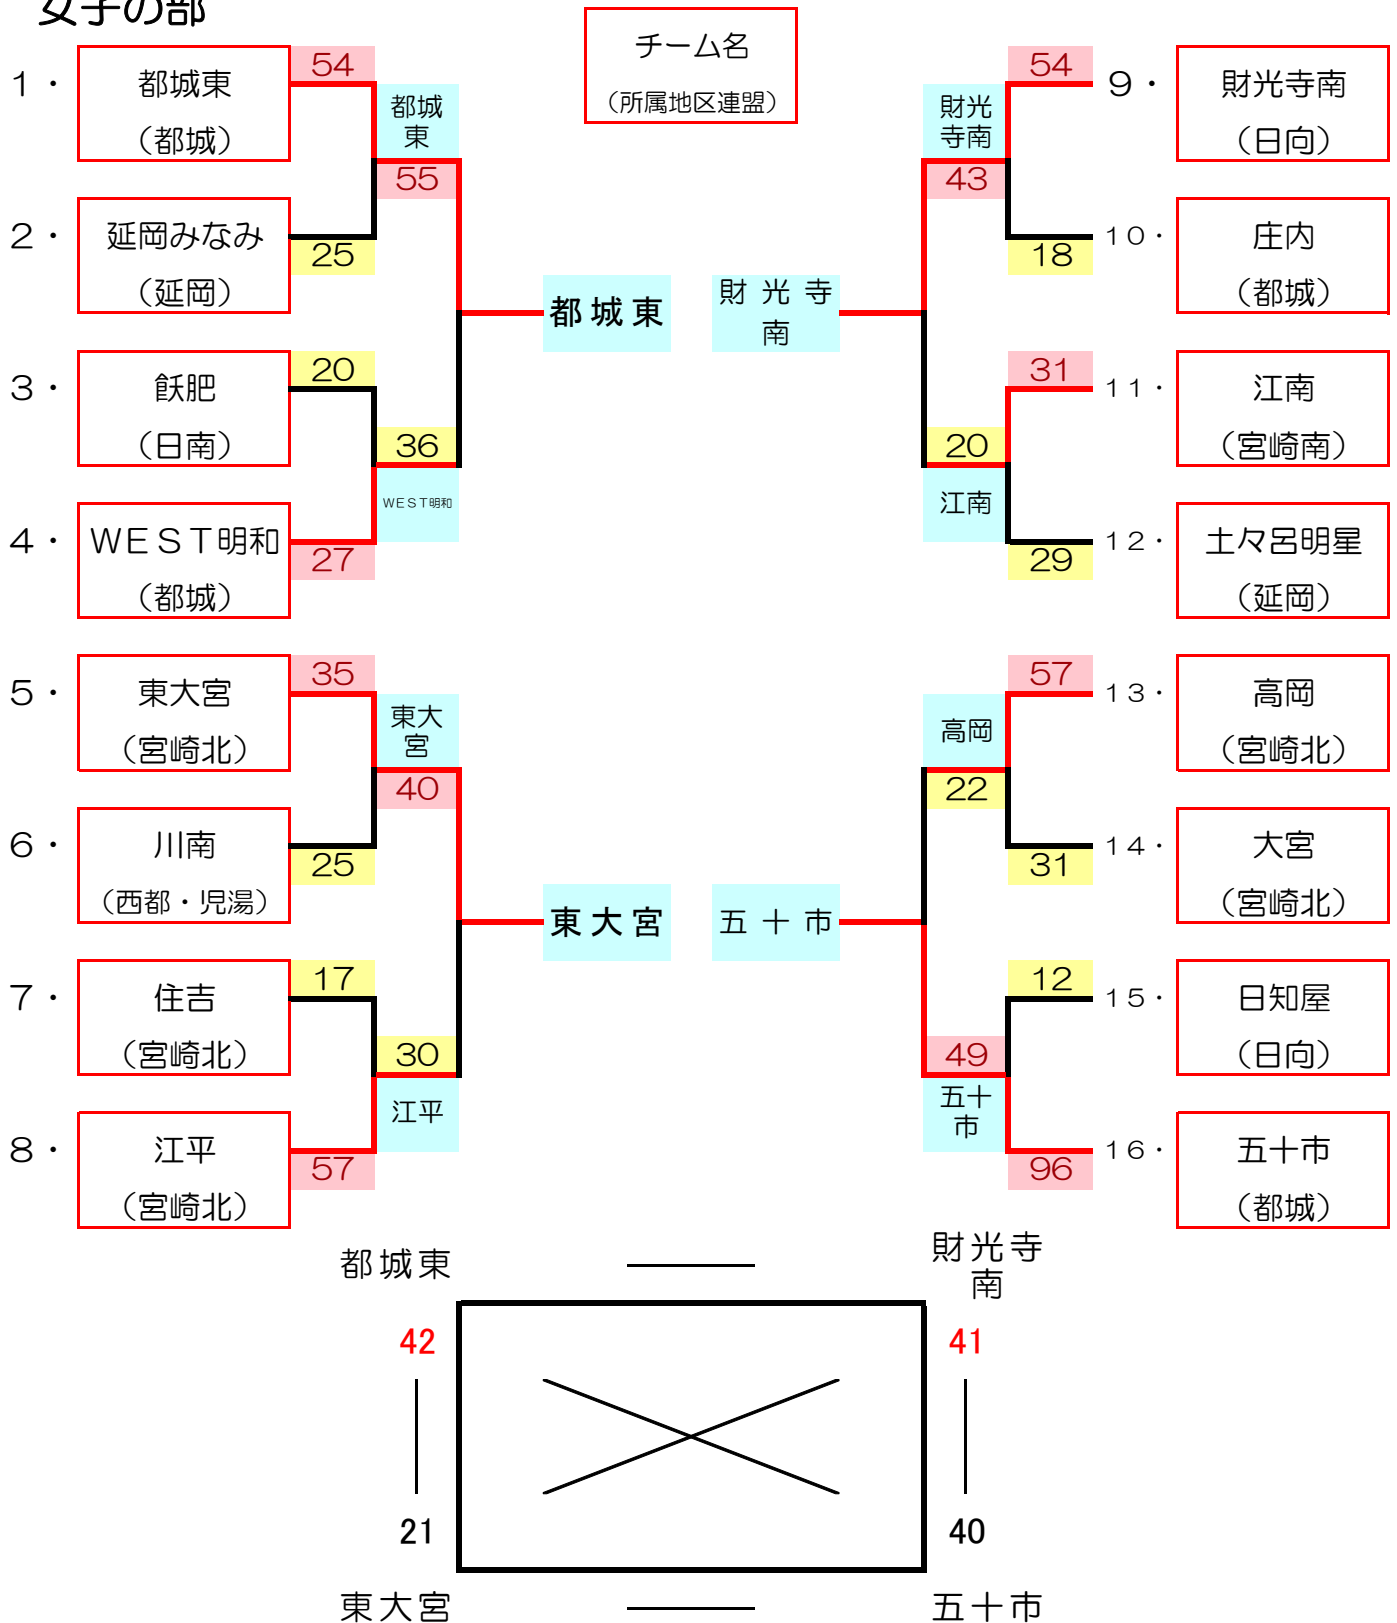 女子の部
チーム名
（所属地区連盟）
1・
都城東
（都城）
54
都城
東
55
2・
延岡みなみ
（延岡）
25
都城東
3・
飫肥
（日南）
20
36
WEST明和
4・
WEST明和
（都城）
27
5・
東大宮
（宮崎北）
35
東大
宮
40
6・
川南
（西都・児湯）
25
東大宮
7・
住吉
（宮崎北）
17
30
江平
8・
江平
（宮崎北）
57
54
9・
財光寺南
（日向）
財光
寺南
43
18
10・
庄内
（都城）
財光寺
南
31
11・
江南
（宮崎南）
20
江南
29
12・
土々呂明星
（延岡）
57
13・
高岡
（宮崎北）
高岡
22
31
14・
大宮
（宮崎北）
五十市
12
15・
日知屋
（日向）
49
五十
市
96
16・
五十市
（都城）
都城東
財光寺
南
42
41
21
40
東大宮
五十市